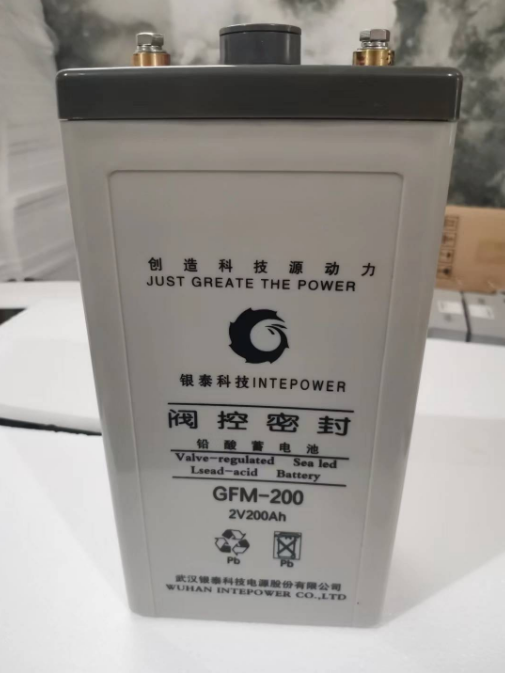 创造科技源动力
JUST GREATE THE POWER
银泰科技INTEPOWER
阀控密封
铅酸蓄电池
Valve-regulated Sea led
Lsead-acid Battery
GFM-200
2V200Ah
Pb Pb
武汉银泰科技电源股份有限公司
WUHAN INTEPOWER CO.,LTD